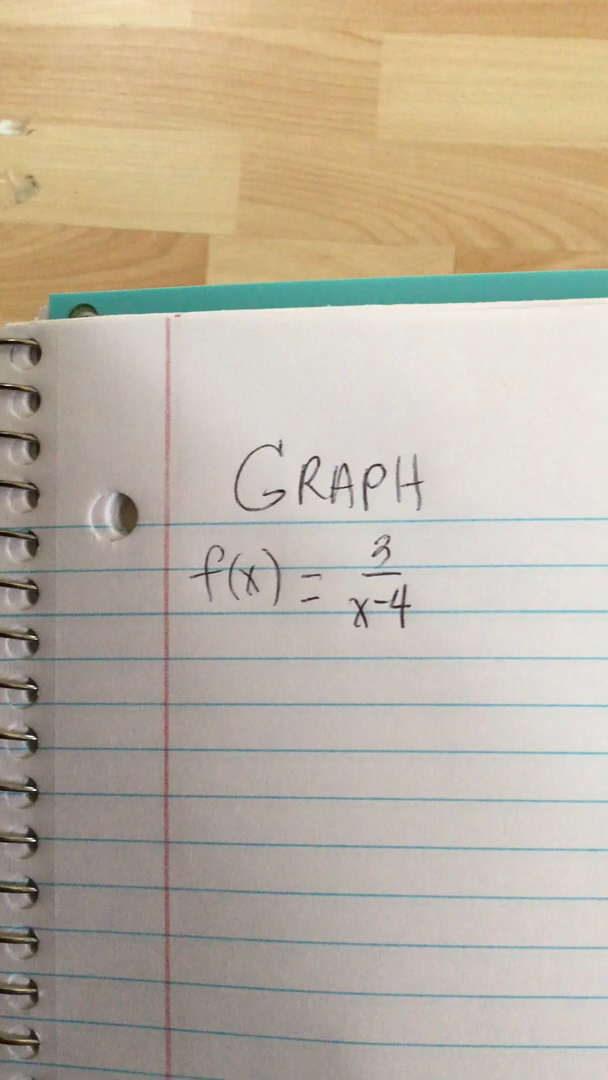 GRAPH
f(x) = 3/(x-4)